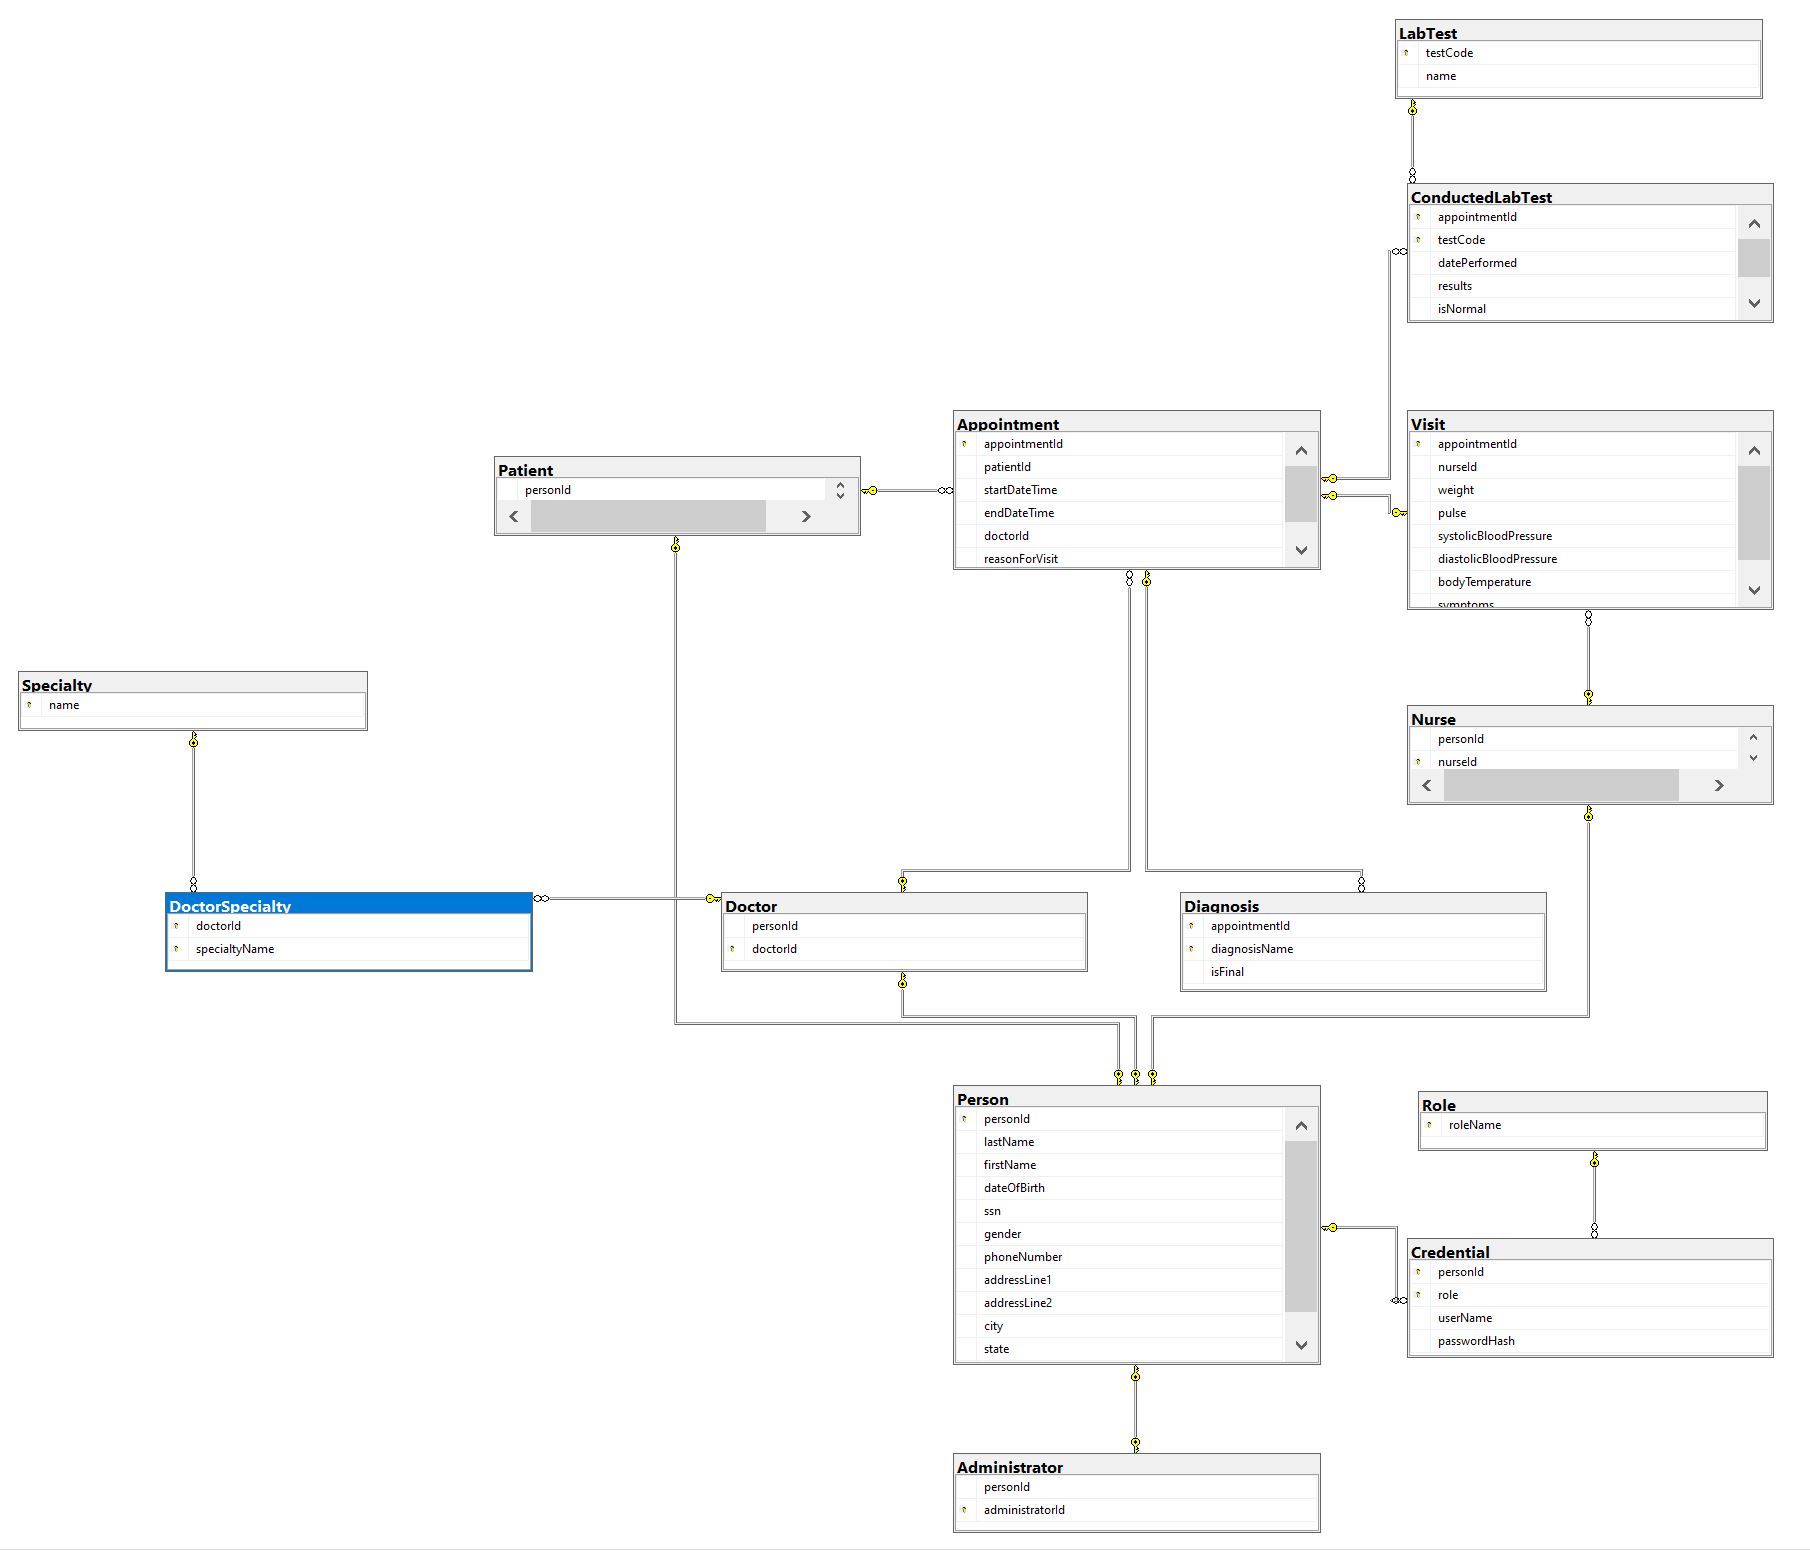 LabTest
testCode
name
ConductedLabTest
appointmentId
testCode
datePerformed
results
isNormal
Appointment
appointmentId
patientId
startDateTime
endDateTime
doctorId
reasonForVisit
Visit
appointmentId
nurseId
weight
pulse
systolicBloodPressure
diastolicBloodPressure
bodyTemperature
symptoms
Patient
personId
Specialty
name
Nurse
personId
nurseId
DoctorSpecialty
doctorId
specialtyName
Doctor
personId
doctorId
Diagnosis
appointmentId
diagnosisName
isFinal
Person
personId
lastName
firstName
dateOfBirth
ssn
gender
phoneNumber
addressLine1
addressLine2
city
state
Role
roleName
Credential
personId
role
userName
passwordHash
Administrator
personId
administratorId